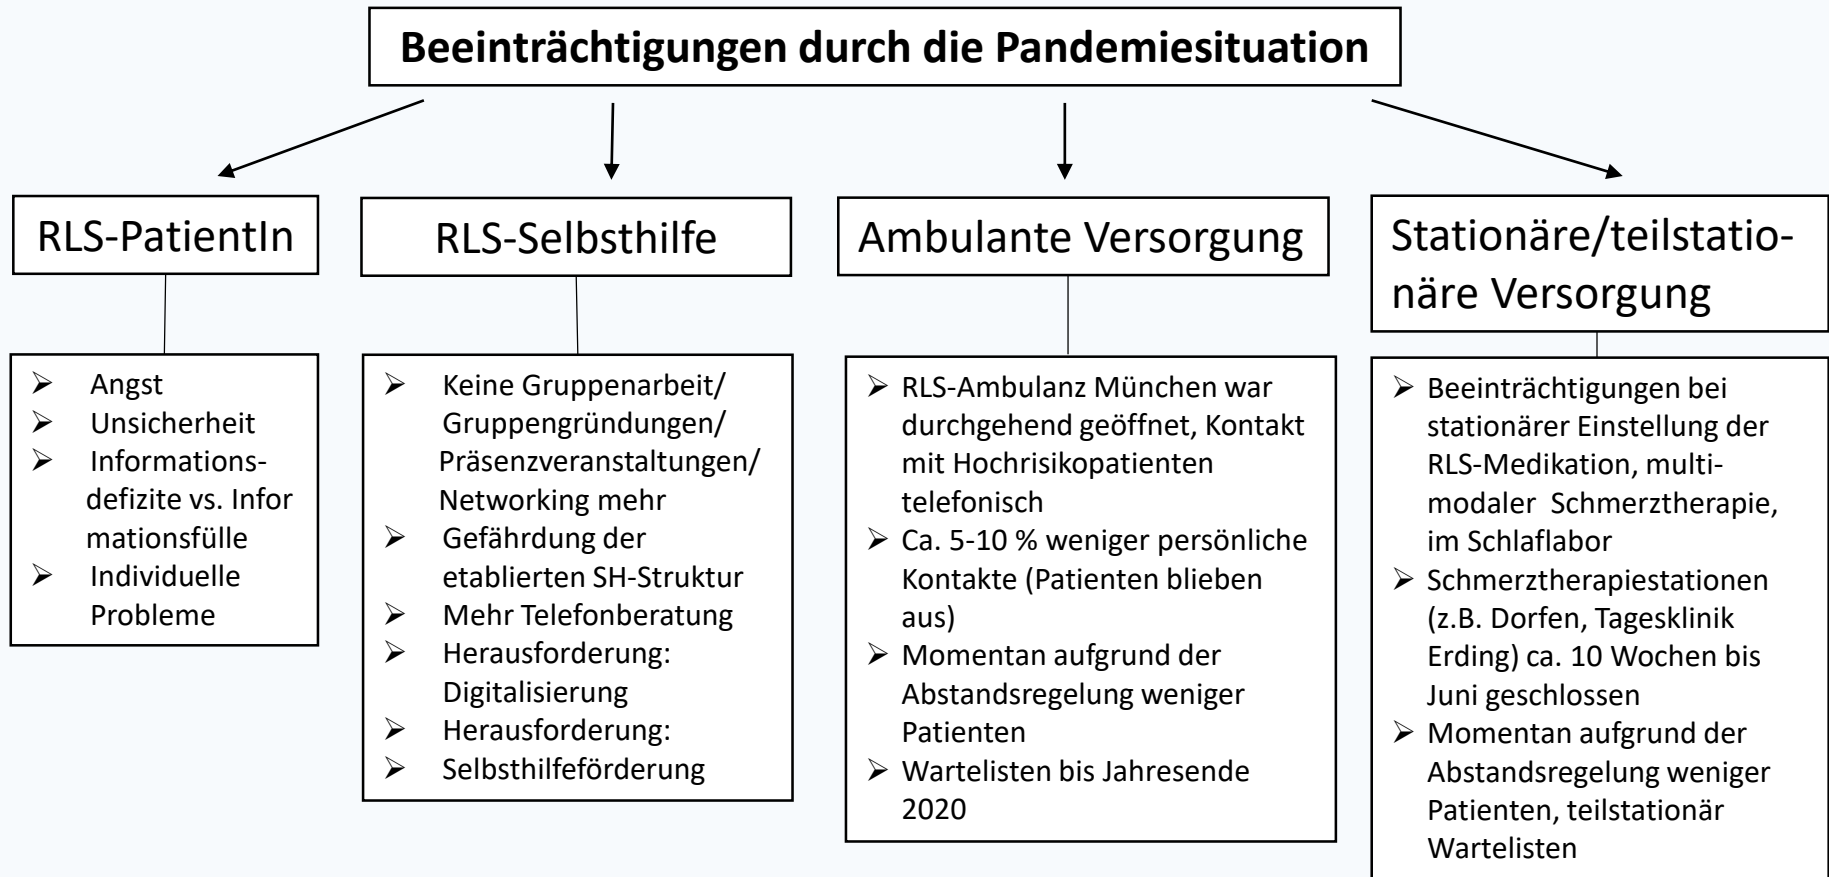 Beeinträchtigungen durch die Pandemiesituation
RLS-PatientIn
➢ Angst
➢ Unsicherheit
➢ Informations-
defizite vs. Infor
mationsfülle
➢ Individuelle
Probleme
RLS-Selbsthilfe
➢ Keine Gruppenarbeit/
Gruppengründungen/
Präsenzveranstaltungen/
Networking mehr
➢ Gefährdung der
etablierten SH-Struktur
➢ Mehr Telefonberatung
➢ Herausforderung:
Digitalisierung
➢ Herausforderung:
➢ Selbsthilfeförderung
Ambulante Versorgung
➢ RLS-Ambulanz München war
durchgehend geöffnet, Kontakt
mit Hochrisikopatienten
telefonisch
➢ Ca. 5-10 % weniger persönliche
Kontakte (Patienten blieben
aus)
➢ Momentan aufgrund der
Abstandsregelung weniger
Patienten
➢ Wartelisten bis Jahresende
2020
Stationäre/teilstatio-
näre Versorgung
➢ Beeinträchtigungen bei
stationärer Einstellung der
RLS-Medikation, multi-
modaler Schmerztherapie,
im Schlaflabor
➢ Schmerztherapiestationen
(z.B. Dorfen, Tagesklinik
Erding) ca. 10 Wochen bis
Juni geschlossen
➢ Momentan aufgrund der
Abstandsregelung weniger
Patienten, teilstationär
Wartelisten